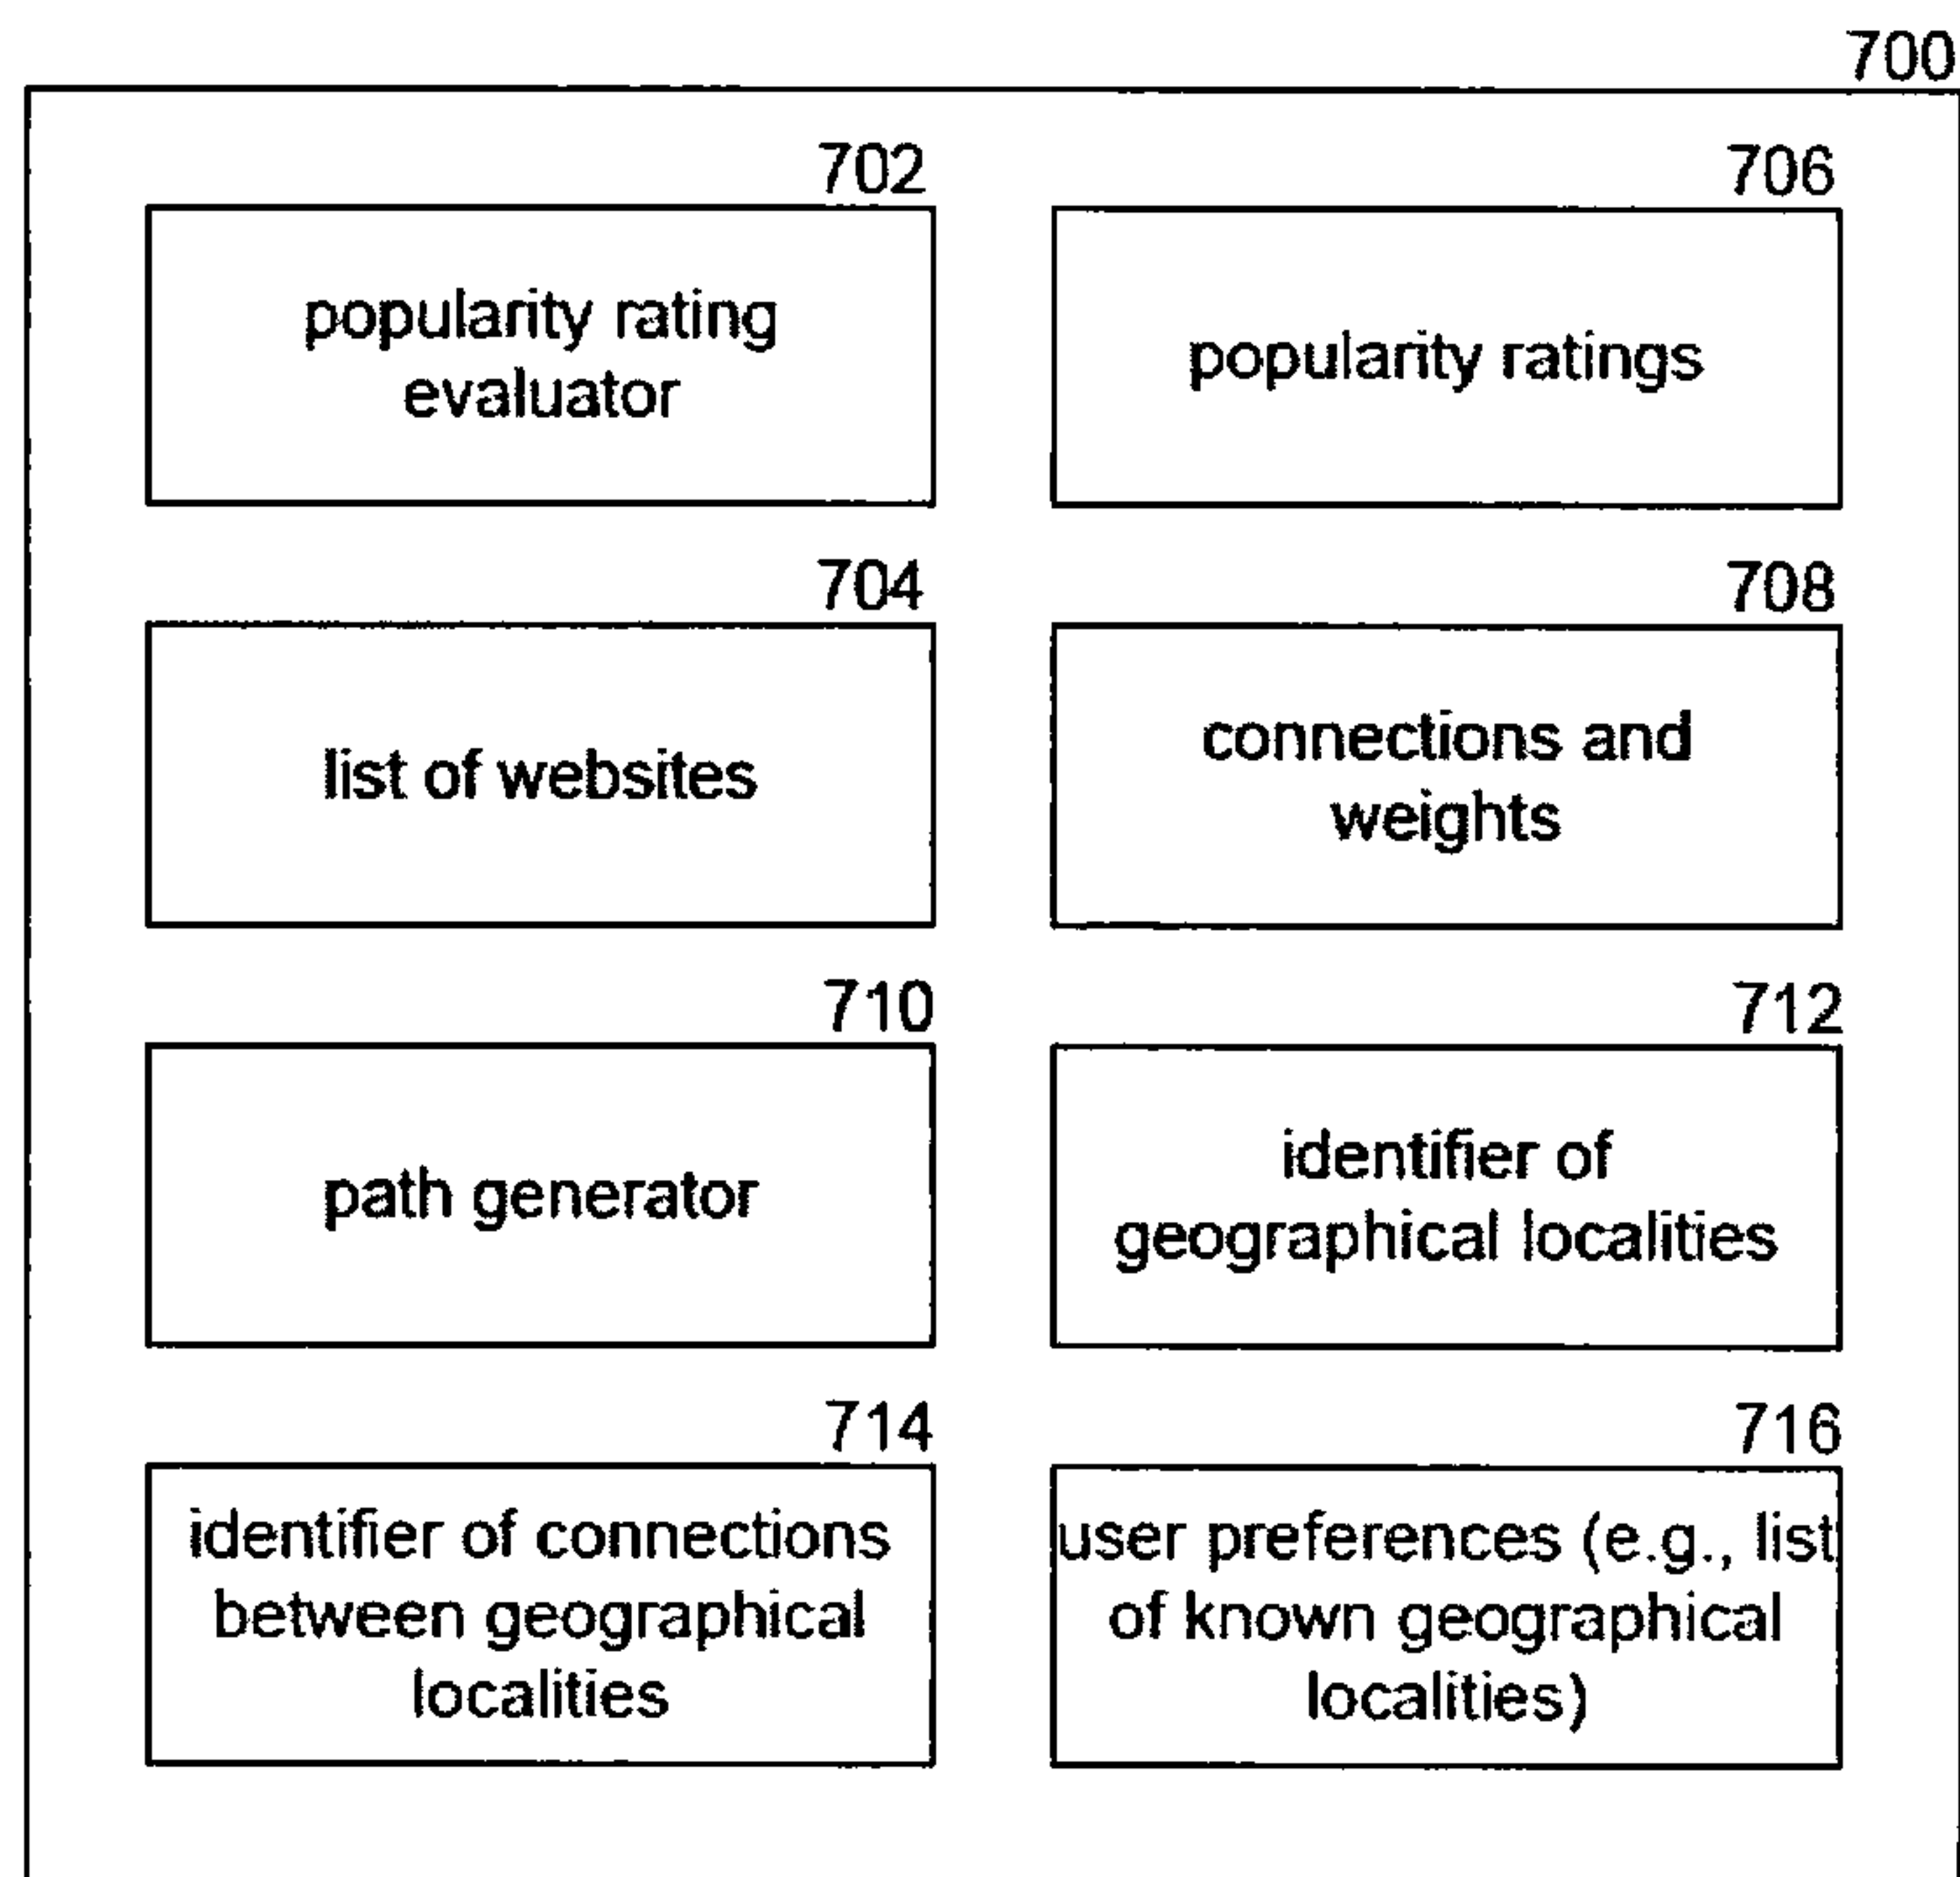 700
702
popularity rating
evaluator
706
popularity ratings
704
list of websites
708
connections and
weights
710
path generator
712
identifier of
geographical localities
714
identifier of connections
between geographical
localities
716
user preferences (e.g., list
of known geographical
localities)